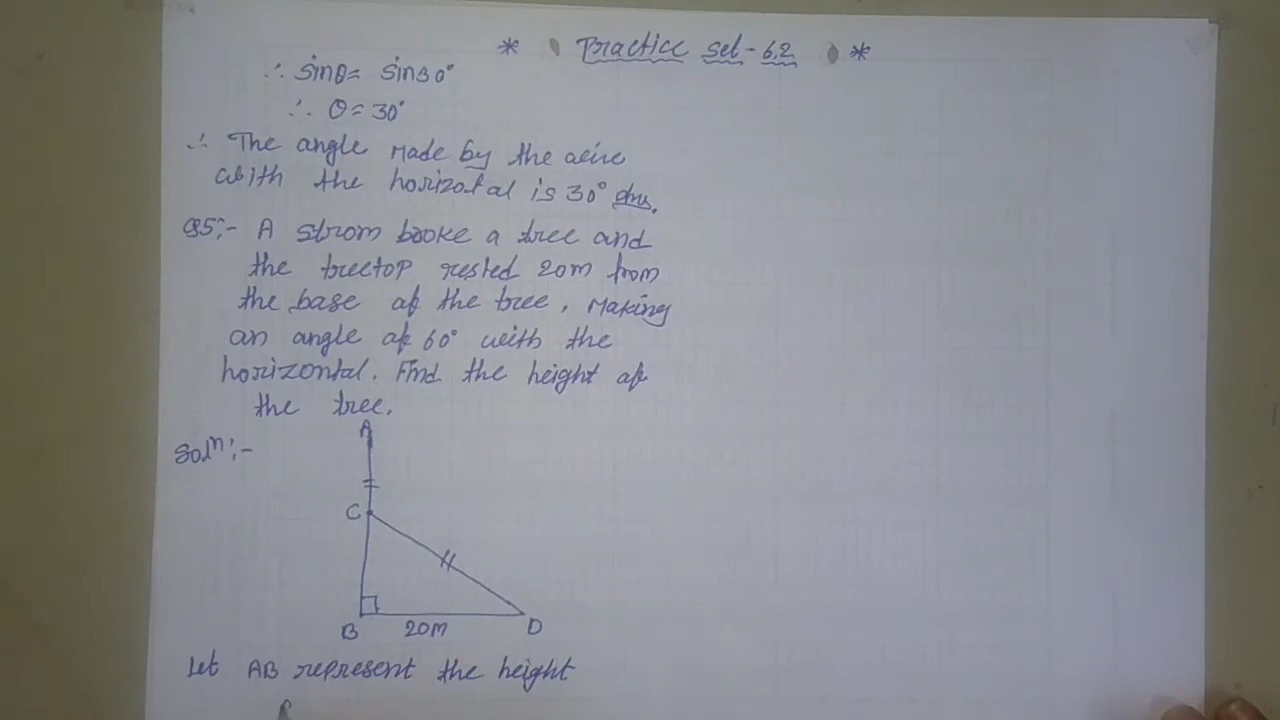 * Practice set-6.2 *
∴ sinθ= sin30°
∴ θ=30°
∴ The angle made by the wire
with the horizotal is 30° Ans.
Q5:- A strom booke a tree and
the treetop rested 20m from
the base of the tree, making
an angle of 60° with the
horizontal. Find the height of
the tree.
Solⁿ:-
A
C
B 20m D
Let AB represent the height